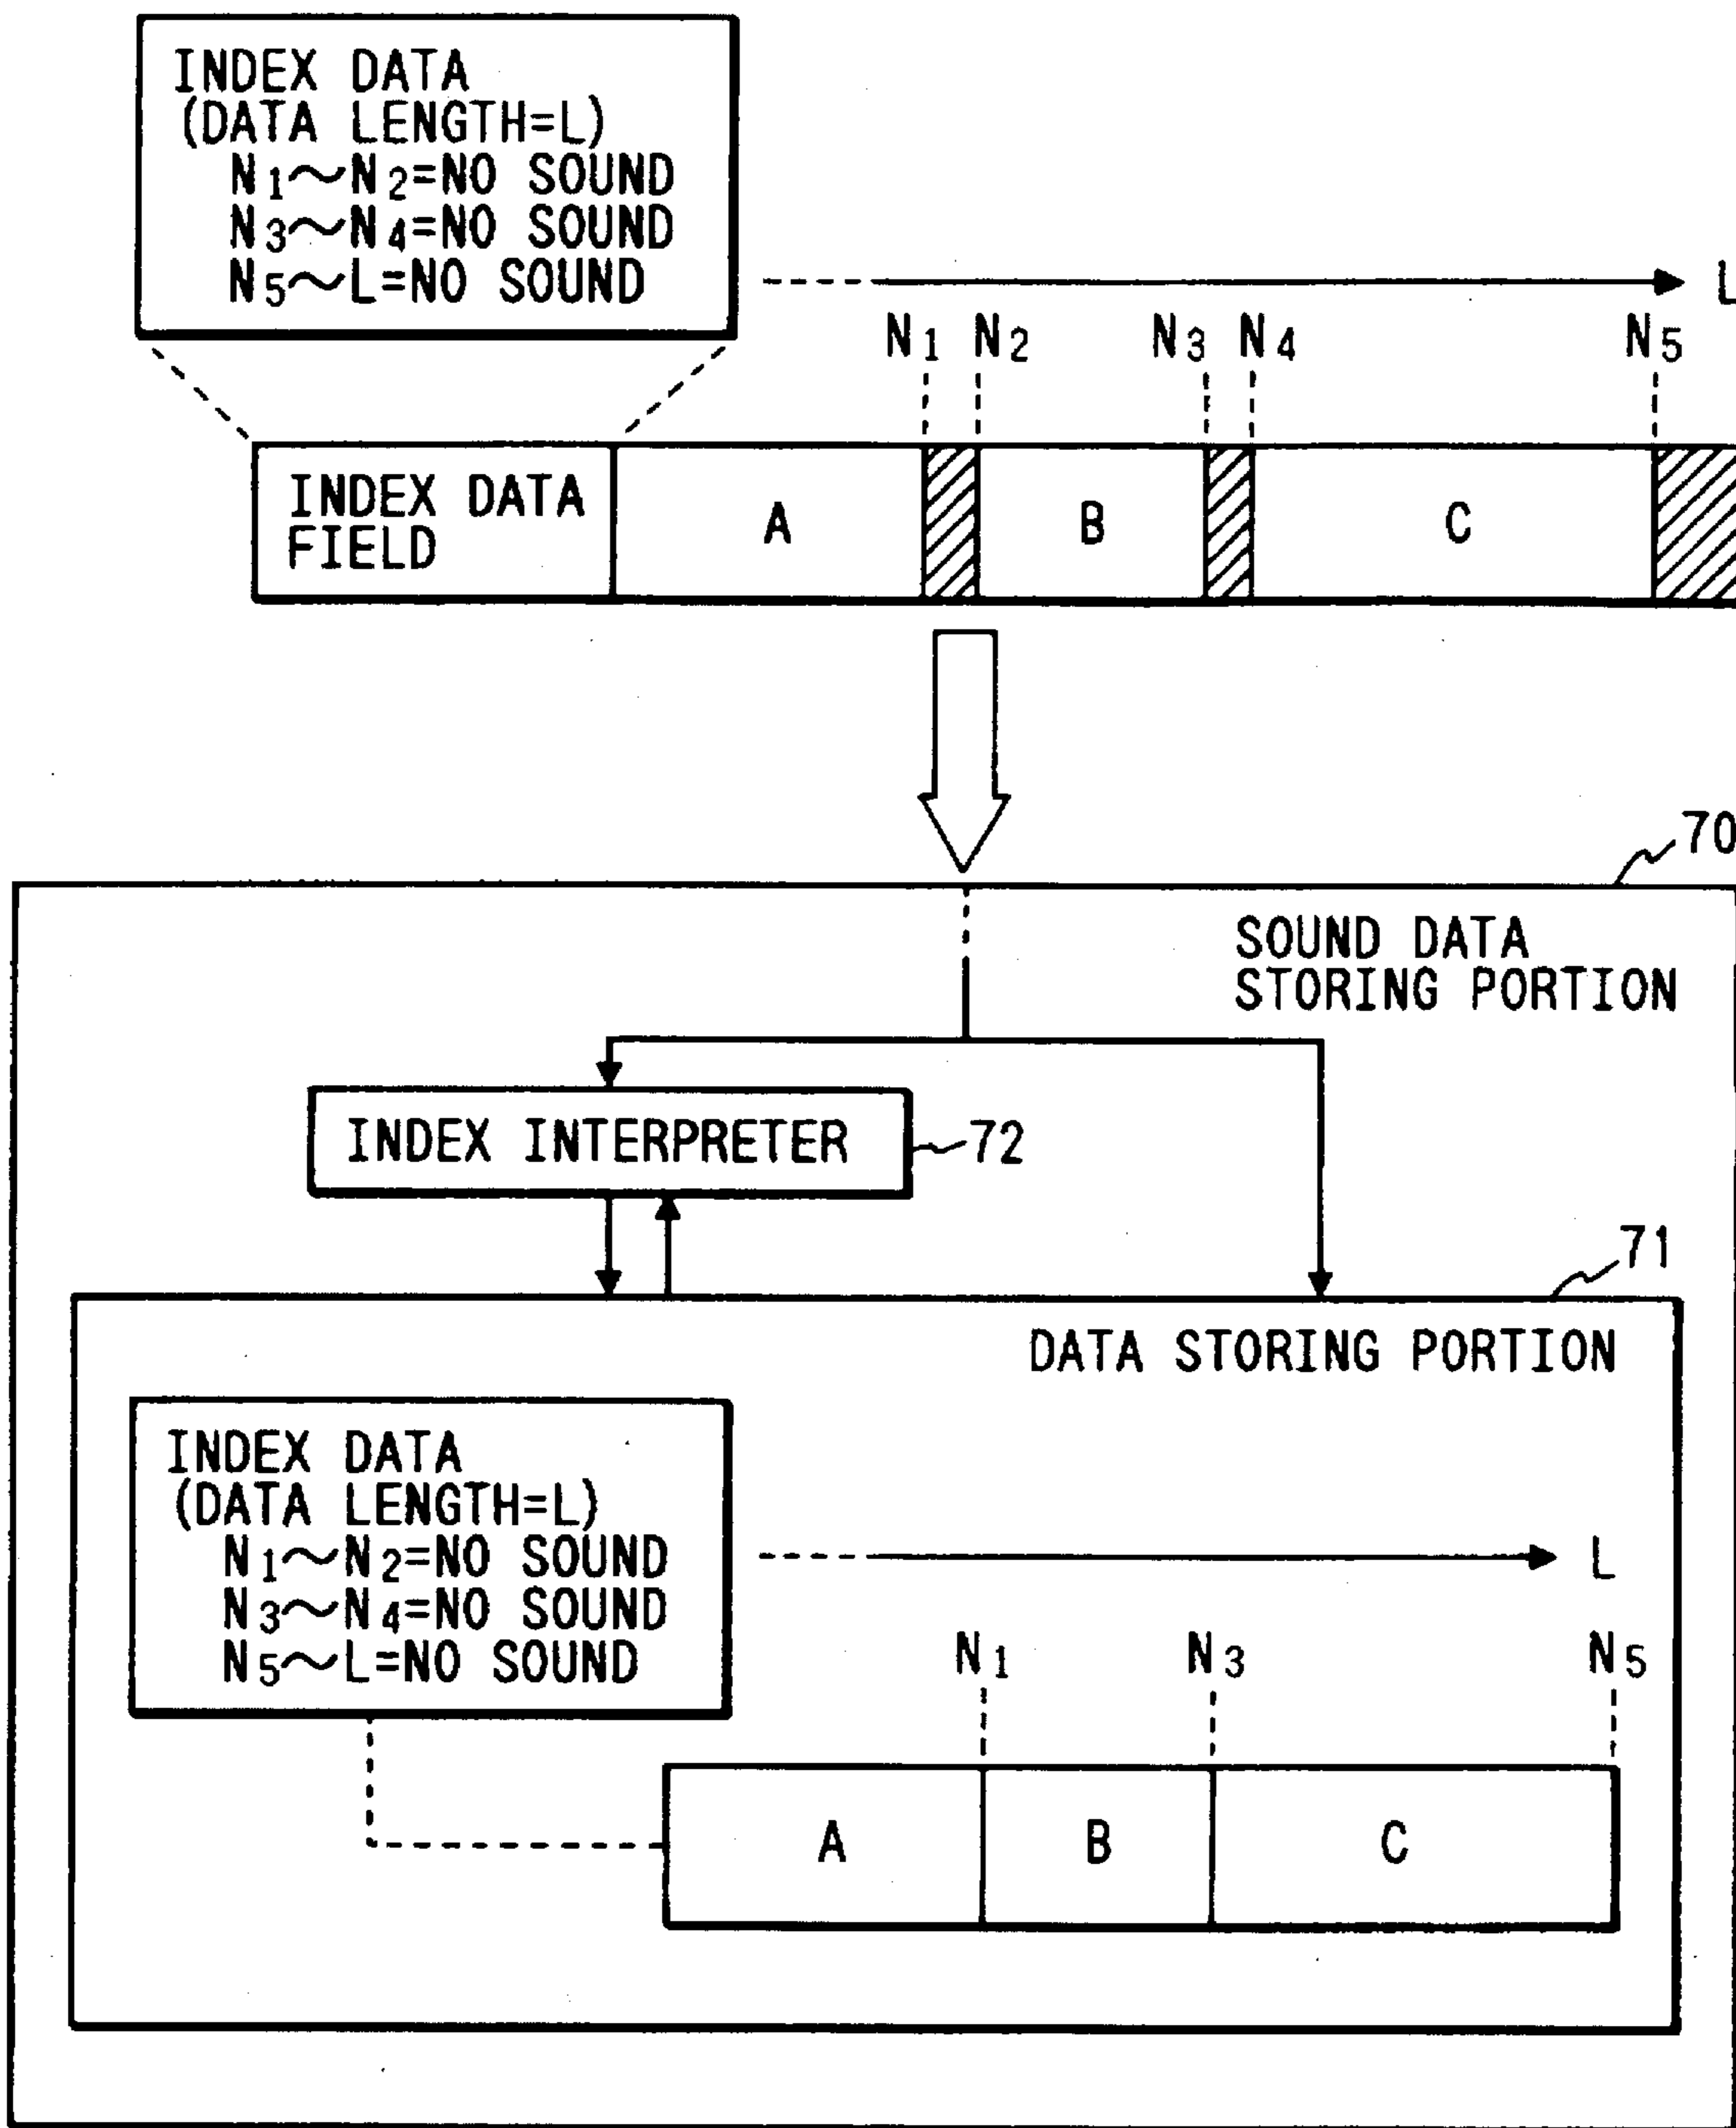 INDEX DATA
(DATA LENGTH=L)
N1~N2=NO SOUND
N3~N4=NO SOUND
N5~L=NO SOUND
L
N1 N2 N3 N4 N5
INDEX DATA
FIELD
A B C
70
SOUND DATA
STORING PORTION
INDEX INTERPRETER
72
71
DATA STORING PORTION
INDEX DATA
(DATA LENGTH=L)
N1~N2=NO SOUND
N3~N4=NO SOUND
N5~L=NO SOUND
L
N1 N3 N5
A B C